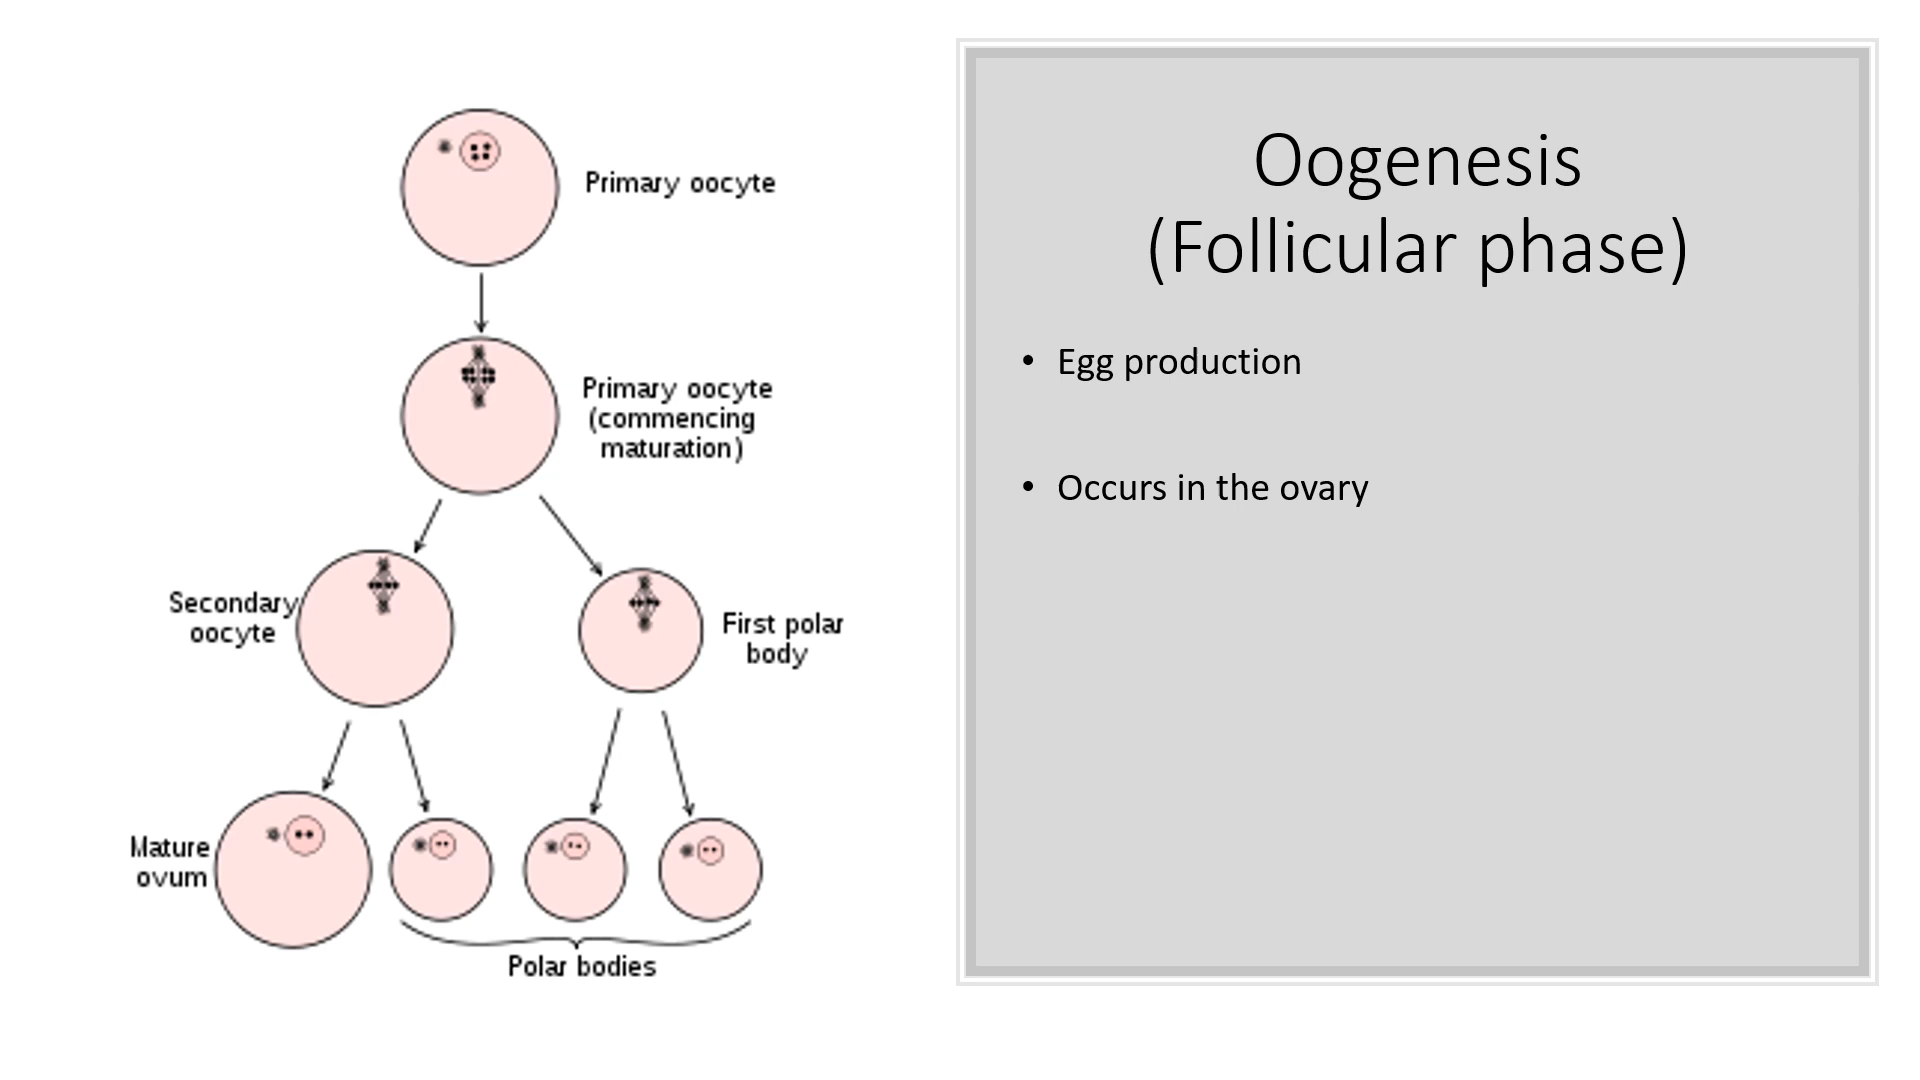 Primary oocyte
Primary oocyte
(commencing
maturation)
Secondary
oocyte
First polar
body
Mature
ovum
Polar bodies
Oogenesis
(Follicular phase)
• Egg production
• Occurs in the ovary